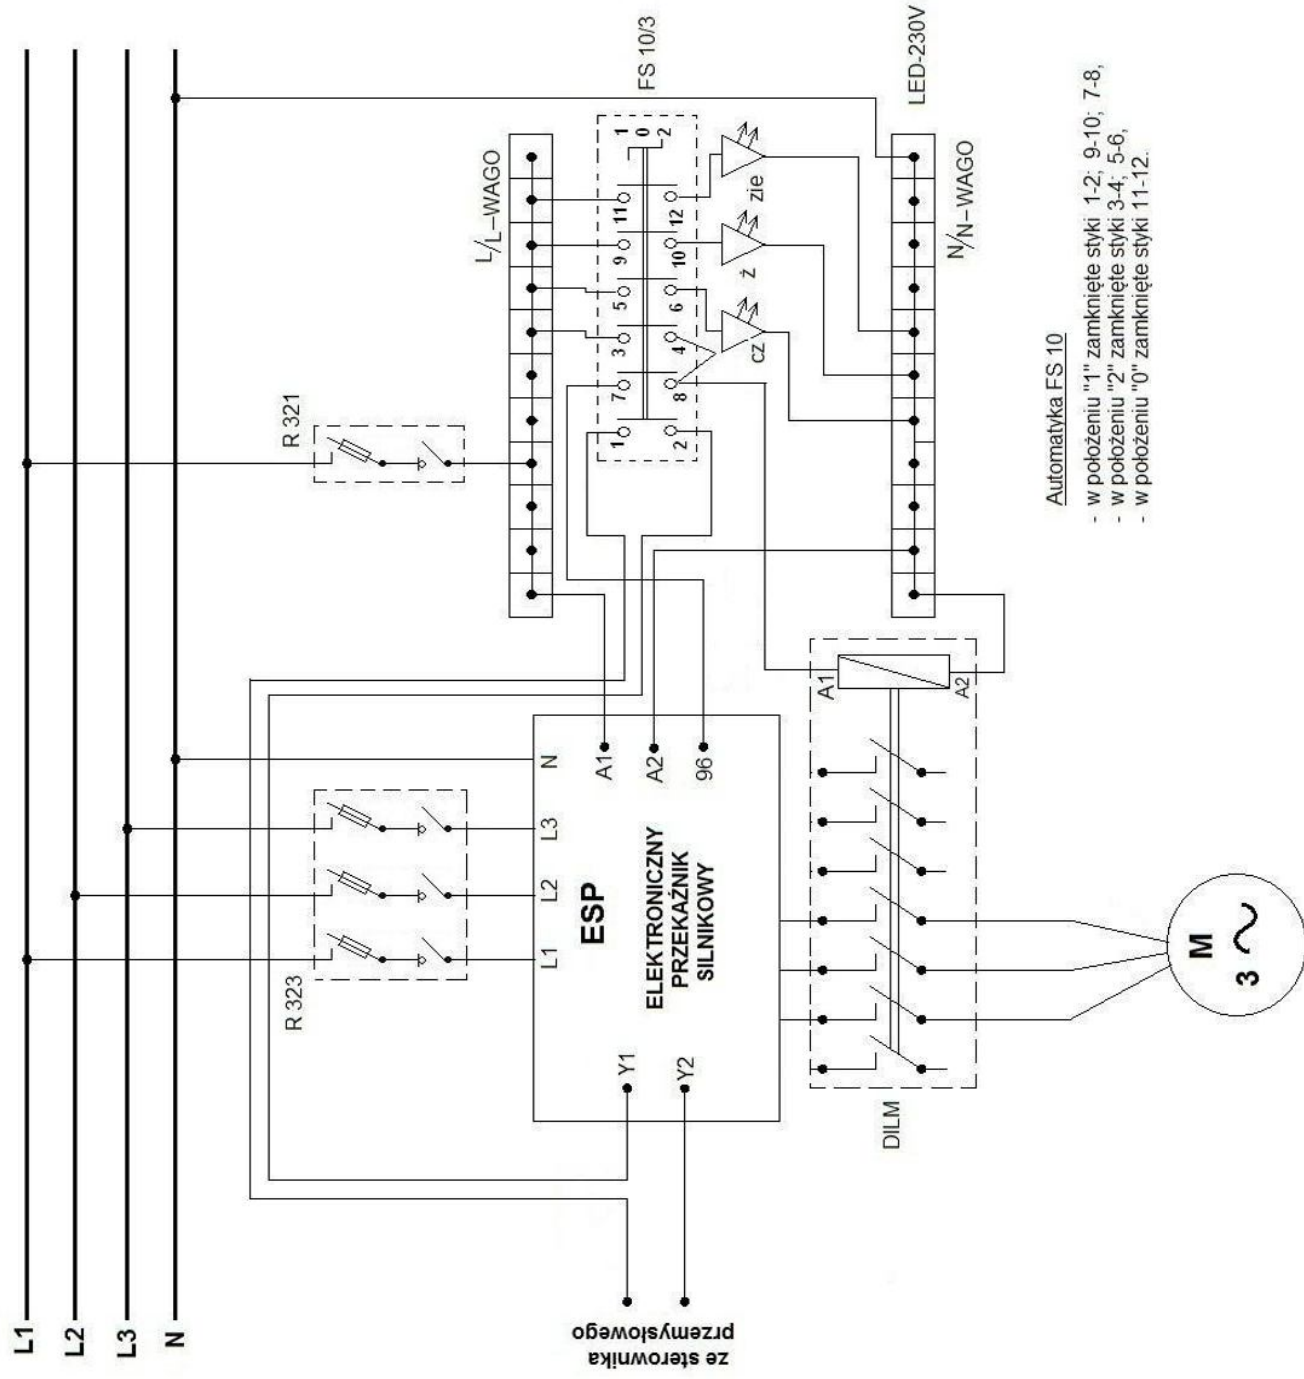 L1
L2
L3
N
R 323
R 321
L/L-WAGO
FS 10/3
1
0
2
1
7
3
5
9
11
2
8
4
6
10
12
cz
ż
zie
LED-230V
N/N-WAGO
L1
L2
L3
N
ESP
ELEKTRONICZNY
PRZEKAŹNIK
SILNIKOWY
A1
A2
96
Y1
Y2
ze sterownika
przemysłowego
DILM
A1
A2
M
3 ~
Automatyka FS 10
- w położeniu "1" zamknięte styki 1-2; 9-10; 7-8,
- w położeniu "2" zamknięte styki 3-4; 5-6,
- w położeniu "0" zamknięte styki 11-12.